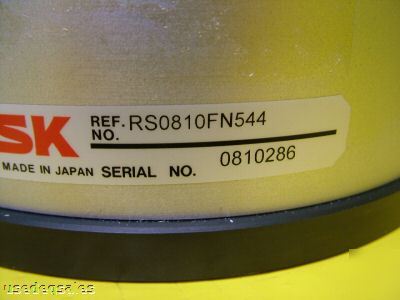 SK
REF. NO. RS0810FN544
MADE IN JAPAN SERIAL NO. 0810286
usedeqsales